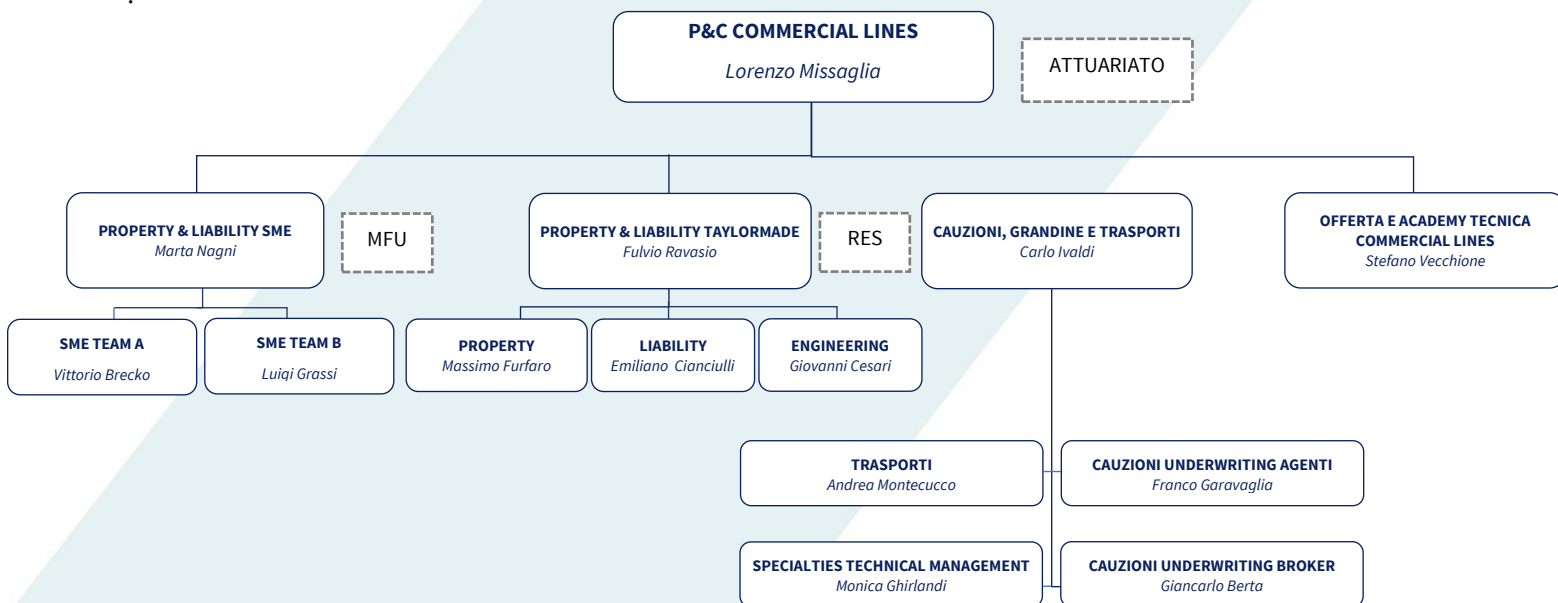 P&C COMMERCIAL LINES
Lorenzo Missaglia
ATTUARIATO
PROPERTY & LIABILITY SME
Marta Nagni
MFU
PROPERTY & LIABILITY TAYLORMADE
Fulvio Ravasio
RES
CAUZIONI, GRANDINE E TRASPORTI
Carlo Ivaldi
OFFERTA E ACADEMY TECNICA
COMMERCIAL LINES
Stefano Vecchione
SME TEAM A
Vittorio Brecko
SME TEAM B
Luigi Grassi
PROPERTY
Massimo Furfaro
LIABILITY
Emiliano Cianciulli
ENGINEERING
Giovanni Cesari
TRASPORTI
Andrea Montecucco
CAUZIONI UNDERWRITING AGENTI
Franco Garavaglia
SPECIALTIES TECHNICAL MANAGEMENT
Monica Ghirlandi
CAUZIONI UNDERWRITING BROKER
Giancarlo Berta